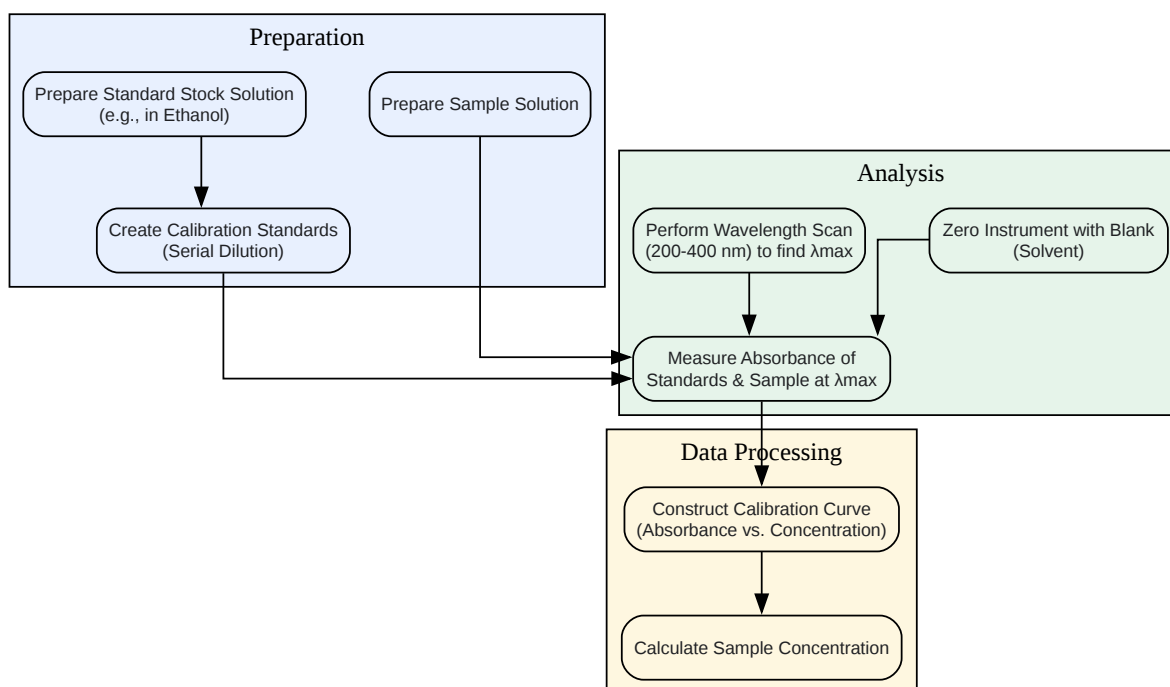 Preparation
Prepare Standard Stock Solution
(e.g., in Ethanol)
Prepare Sample Solution
Create Calibration Standards
(Serial Dilution)
Analysis
Perform Wavelength Scan
(200-400 nm) to find λmax
Zero Instrument with Blank
(Solvent)
Measure Absorbance of
Standards & Sample at λmax
Data Processing
Construct Calibration Curve
(Absorbance vs. Concentration)
Calculate Sample Concentration